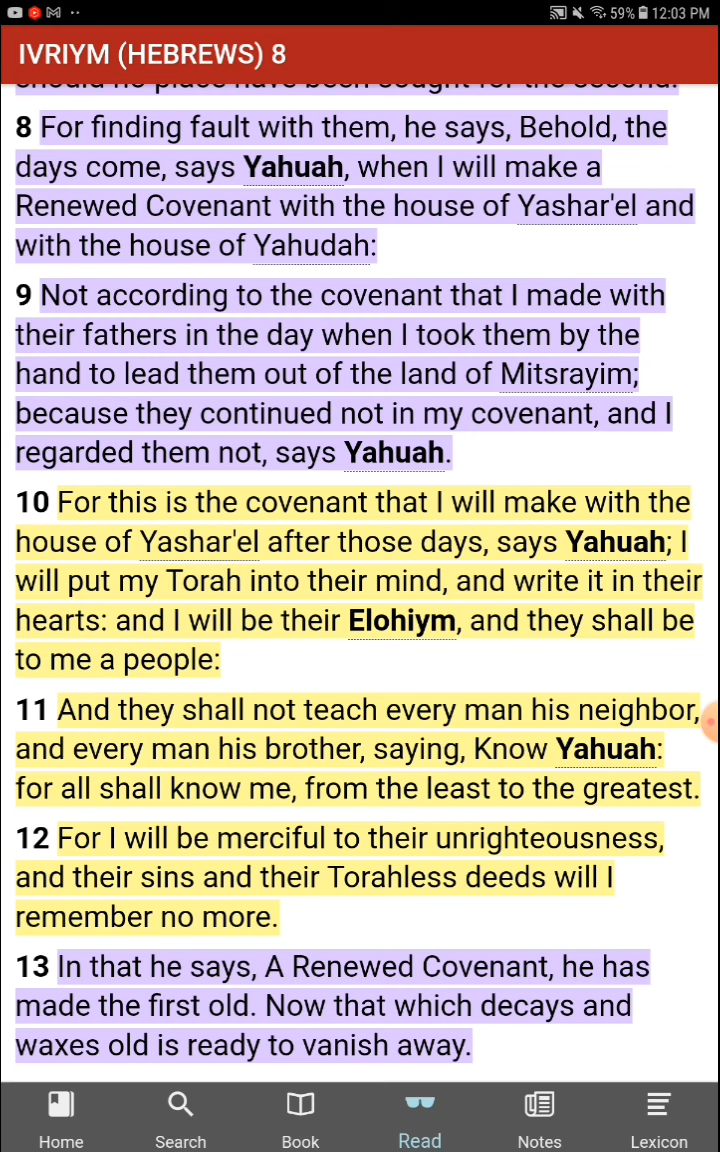 59% 12:03 PM
IVRIYM (HEBREWS) 8
should no place have been sought for the second.
8 For finding fault with them, he says, Behold, the
days come, says Yahuah, when I will make a
Renewed Covenant with the house of Yashar'el and
with the house of Yahudah:
9 Not according to the covenant that I made with
their fathers in the day when I took them by the
hand to lead them out of the land of Mitsrayim;
because they continued not in my covenant, and I
regarded them not, says Yahuah.
10 For this is the covenant that I will make with the
house of Yashar'el after those days, says Yahuah; I
will put my Torah into their mind, and write it in their
hearts: and I will be their Elohiym, and they shall be
to me a people:
11 And they shall not teach every man his neighbor,
and every man his brother, saying, Know Yahuah:
for all shall know me, from the least to the greatest.
12 For I will be merciful to their unrighteousness,
and their sins and their Torahless deeds will I
remember no more.
13 In that he says, A Renewed Covenant, he has
made the first old. Now that which decays and
waxes old is ready to vanish away.
Home Search Book Read Notes Lexicon